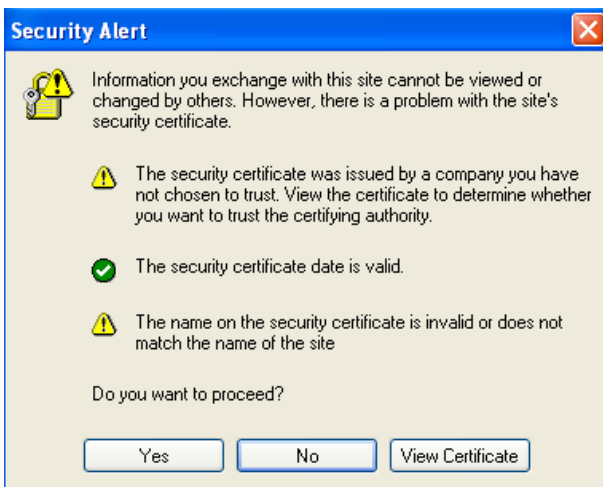 Security Alert
Information you exchange with this site cannot be viewed or
changed by others. However, there is a problem with the site's
security certificate.
The security certificate was issued by a company you have
not chosen to trust. View the certificate to determine whether
you want to trust the certifying authority.
The security certificate date is valid.
The name on the security certificate is invalid or does not
match the name of the site
Do you want to proceed?
Yes No View Certificate